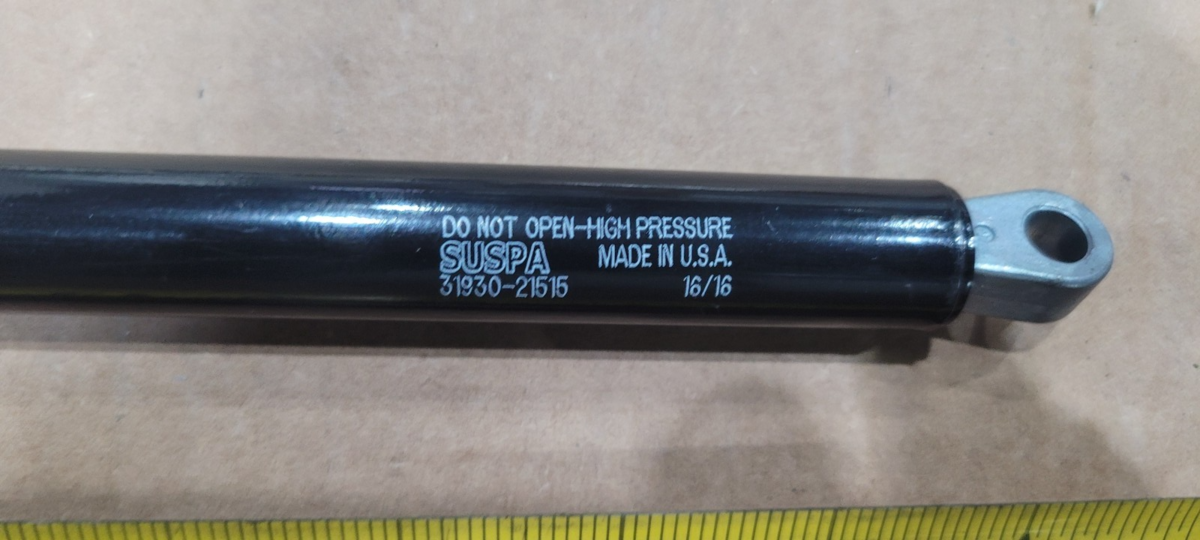 DO NOT OPEN-HIGH PRESSURE
SUSPA MADE IN U.S.A.
31930-21515 16/16